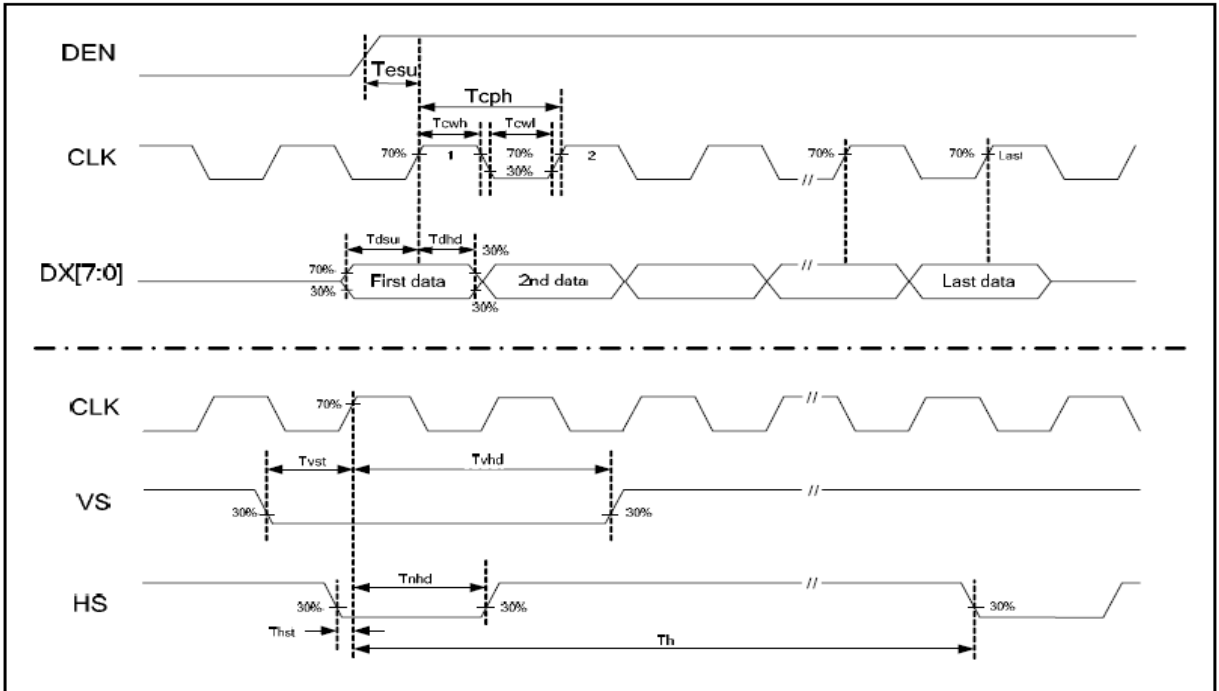 DEN
Tesu
Tcph
Tcwh
Tcwl
CLK
70%
1
70%
2
70%
70%
Last
30%
//
Tdsu
Tdhd
30%
DX[7:0]
70%
First data
2nd data
//
Last data
30%
30%
CLK
70%
//
Tvst
Tvhd
VS
30%
30%
//
Thhd
HS
30%
30%
//
30%
Thst
Th